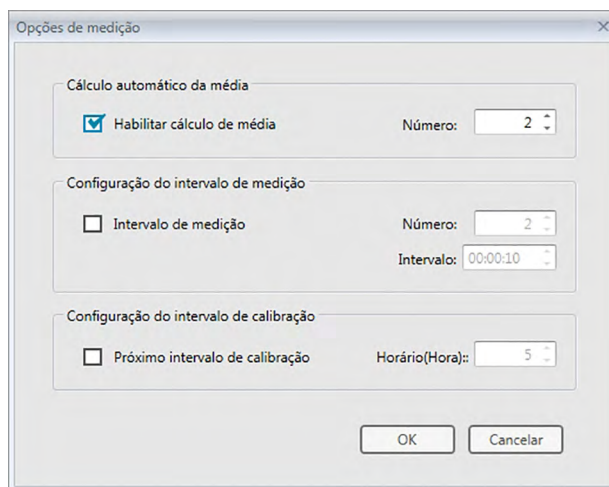 Opções de medição
Cálculo automático da média
Habilitar cálculo de média Número: 2
Configuração do intervalo de medição
Intervalo de medição Número: 2
Intervalo: 00:00:10
Configuração do intervalo de calibração
Próximo intervalo de calibração Horário(Hora):: 5
OK Cancelar